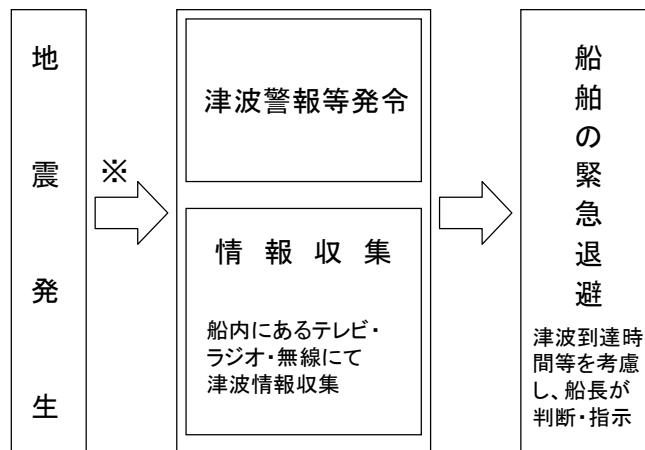 地震発生
※
津波警報等発令
情報収集
船内にあるテレビ・
ラジオ・無線にて
津波情報収集
船舶の緊急退避
津波到達時
間等を考慮
し、船長が
判断・指示